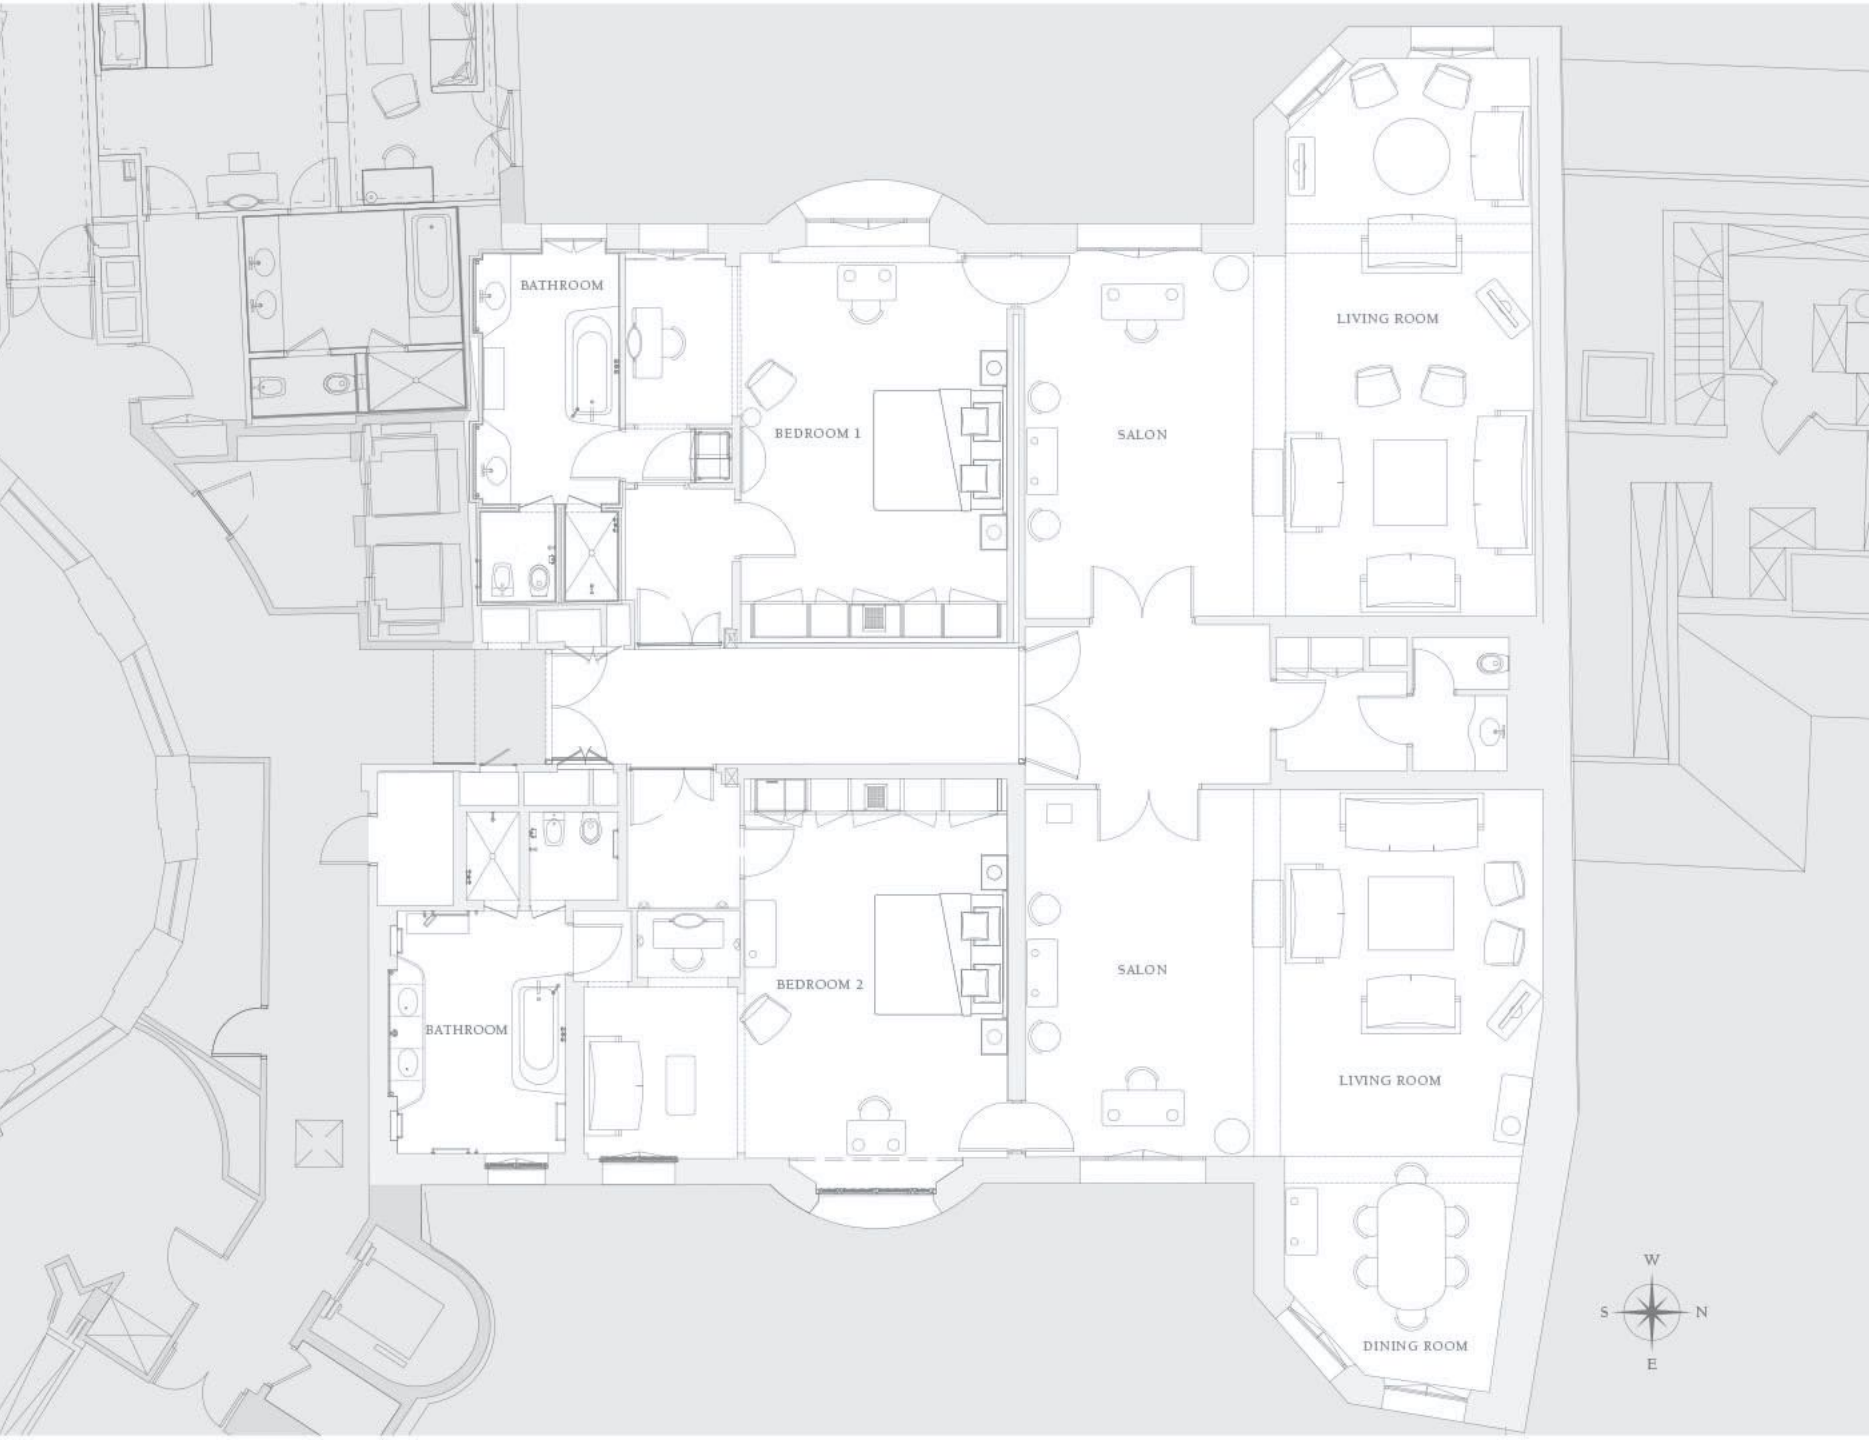 BATHROOM
LIVING ROOM
BEDROOM 1
SALON
BEDROOM 2
SALON
BATHROOM
LIVING ROOM
DINING ROOM
W
S
N
E